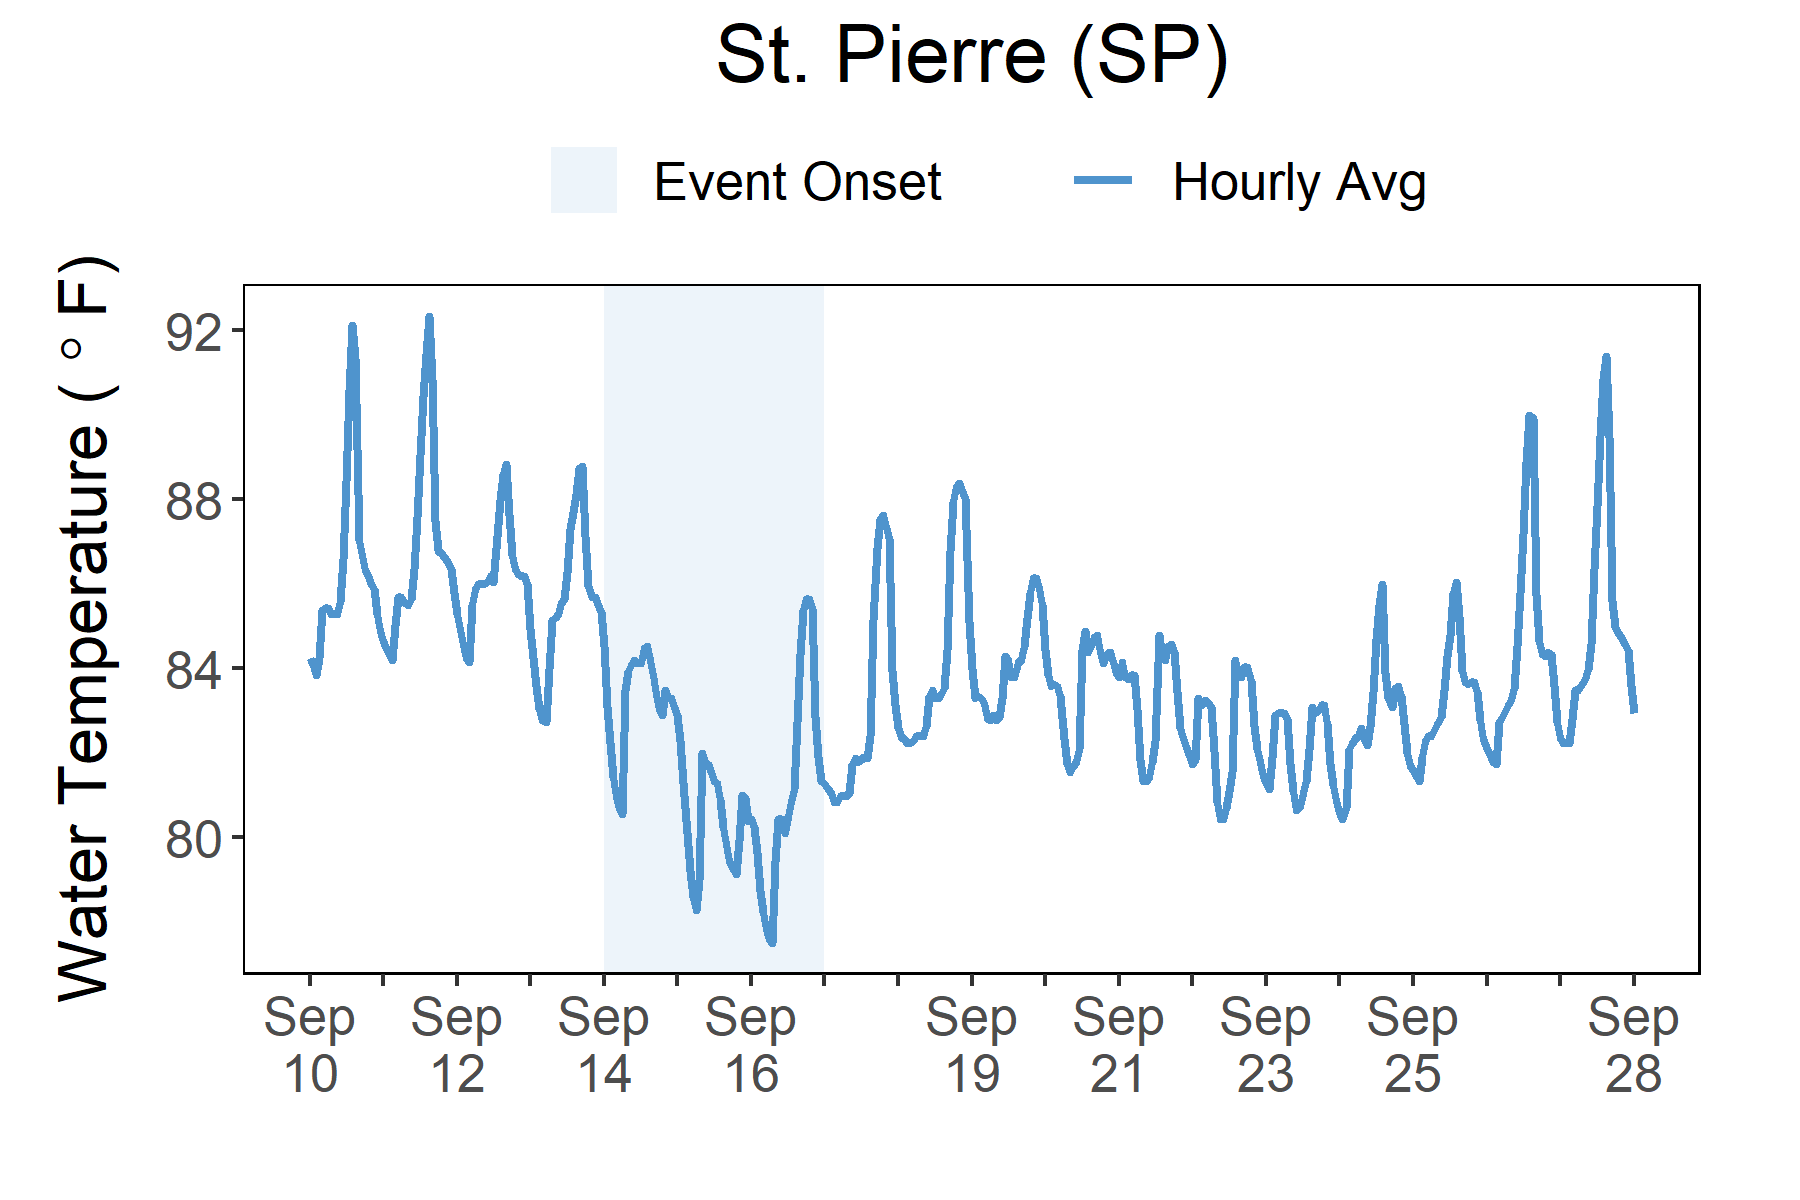 St. Pierre (SP)
Event Onset
Hourly Avg
Water Temperature ( ° F)
92
88
84
80
Sep 10
Sep 12
Sep 14
Sep 16
Sep 19
Sep 21
Sep 23
Sep 25
Sep 28